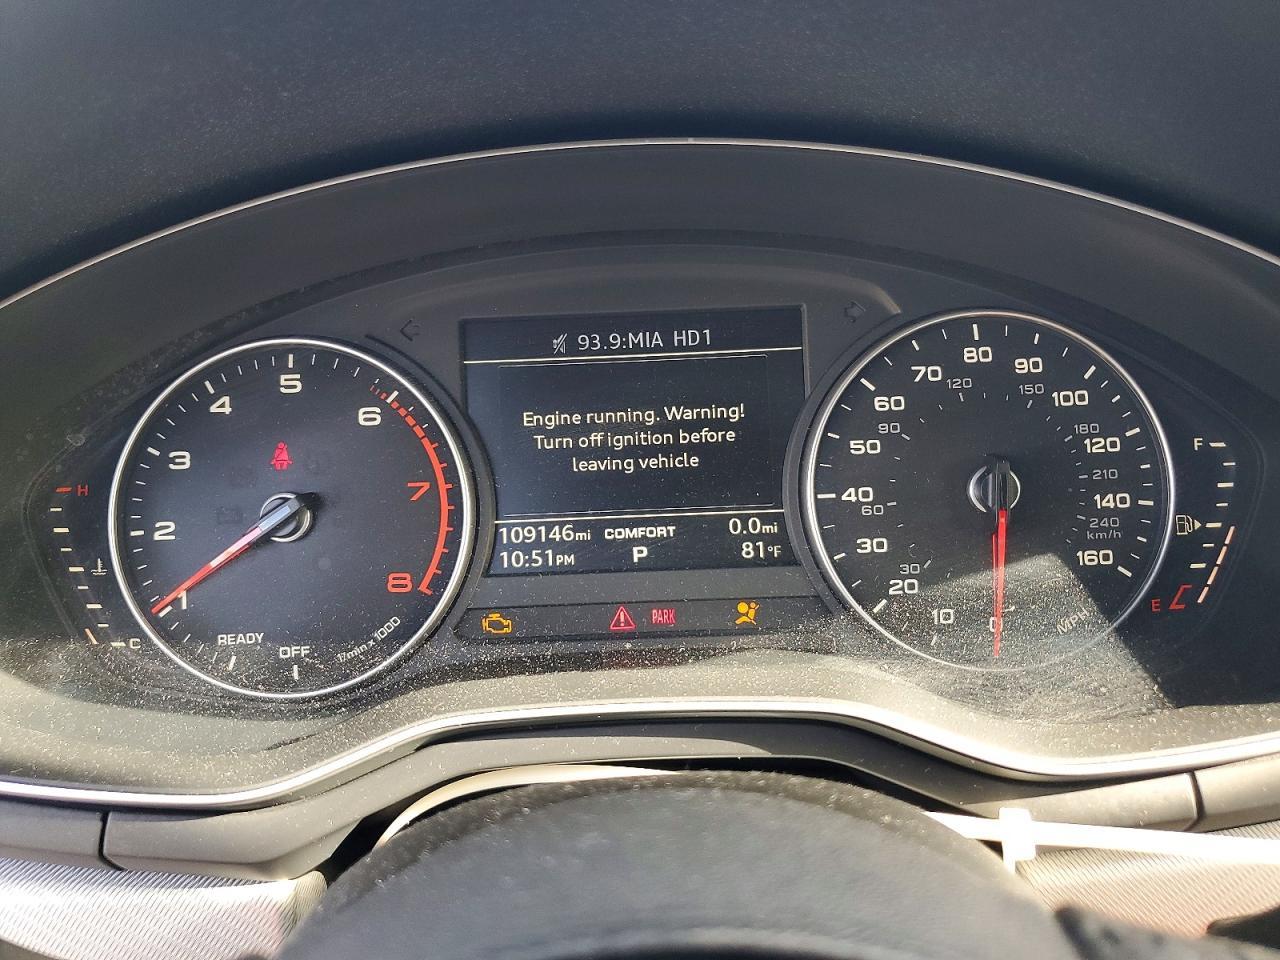 93.9:MIA HD1
Engine running. Warning!
Turn off ignition before
leaving vehicle
109146mi COMFORT 0.0mi
10:51PM P 81°F
PARK
H
C
1
2
3
4
5
6
7
8
READY
OFF
1/min x 1000
0
10
20
30
40
50
60
70
80
90
100
120
140
160
MPH
30
60
90
120
150
180
210
240
km/h
F
E